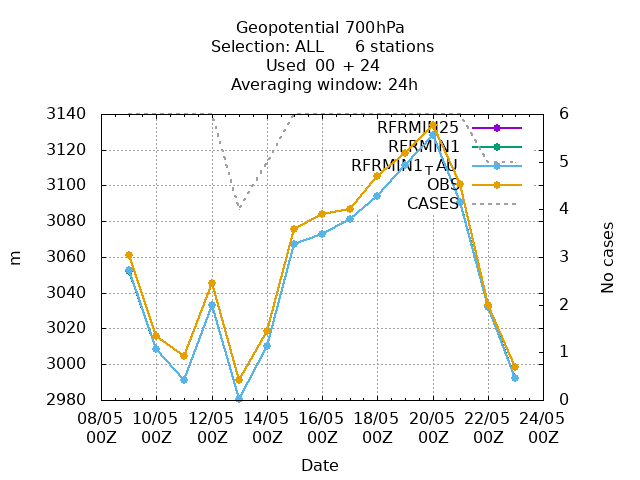 Geopotential 700hPa
Selection: ALL 6 stations
Used 00 + 24
Averaging window: 24h
3140
3120
3100
3080
3060
3040
3020
3000
2980
m
6
5
4
3
2
1
0
No cases
RFRMIN25
RFRMIN1
RFRMIN1TAU
OBS
CASES
08/05 10/05 12/05 14/05 16/05 18/05 20/05 22/05 24/05
00Z 00Z 00Z 00Z 00Z 00Z 00Z 00Z 00Z
Date